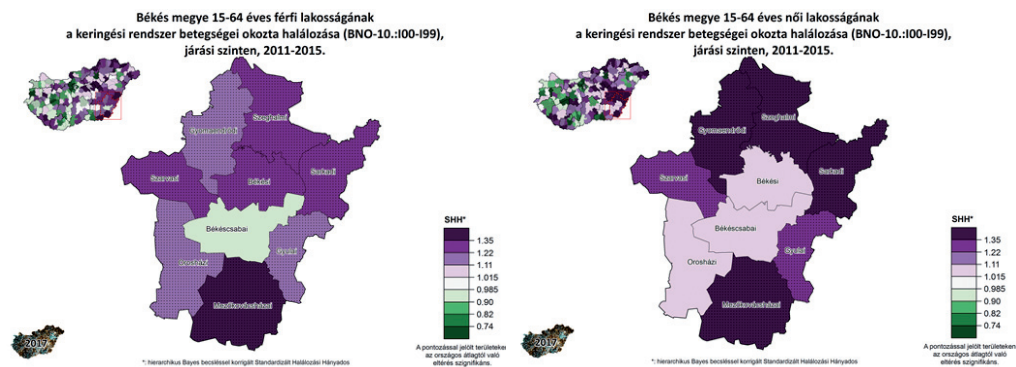 Békés megye 15-64 éves férfi lakosságának
a keringési rendszer betegségei okozta halálozása (BNO-10.:I00-I99),
járási szinten, 2011-2015.
Szeghalmi
Gyomaendrődi
Szarvasi
Békési
Sarkadi
Békéscsabai
Gyulai
Orosházi
Mezőkovácsházai
SHH*
1.35
1.22
1.11
1.015
0.985
0.90
0.82
0.74
A pontozással jelölt területeken
az országos átlagtól való
eltérés szignifikáns.
2017
*: hierarchikus Bayes becsléssel korrigált Standardizált Halálozási Hányados
Békés megye 15-64 éves női lakosságának
a keringési rendszer betegségei okozta halálozása (BNO-10.:I00-I99),
járási szinten, 2011-2015.
Szeghalmi
Gyomaendrődi
Szarvasi
Békési
Sarkadi
Békéscsabai
Gyulai
Orosházi
Mezőkovácsházai
SHH*
1.35
1.22
1.11
1.015
0.985
0.90
0.82
0.74
A pontozással jelölt területeken
az országos átlagtól való
eltérés szignifikáns.
2017
*: hierarchikus Bayes becsléssel korrigált Standardizált Halálozási Hányados